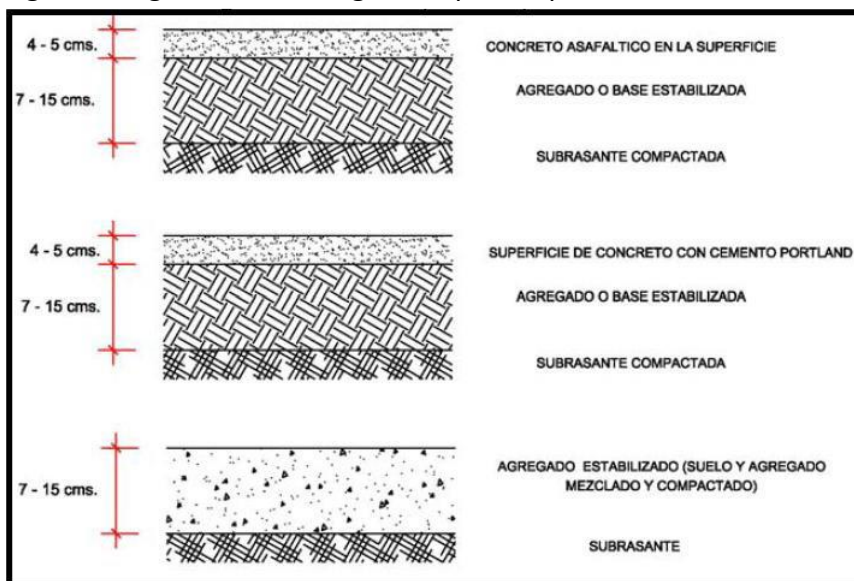 4 - 5 cms.
CONCRETO ASAFALTICO EN LA SUPERFICIE
7 - 15 cms.
AGREGADO O BASE ESTABILIZADA
SUBRASANTE COMPACTADA
4 - 5 cms.
SUPERFICIE DE CONCRETO CON CEMENTO PORTLAND
7 - 15 cms.
AGREGADO O BASE ESTABILIZADA
SUBRASANTE COMPACTADA
7 - 15 cms.
AGREGADO ESTABILIZADO (SUELO Y AGREGADO
MEZCLADO Y COMPACTADO)
SUBRASANTE